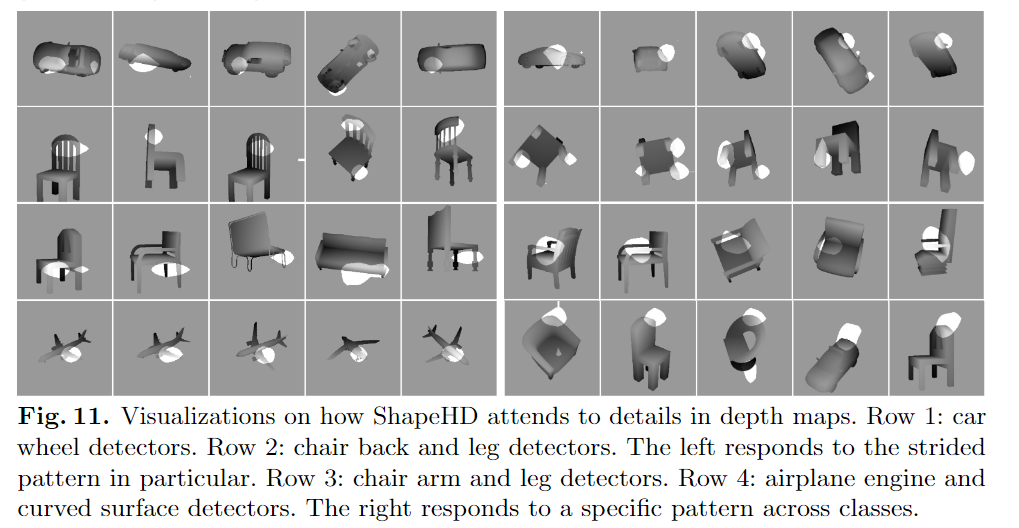 Fig. 11. Visualizations on how ShapeHD attends to details in depth maps. Row 1: car
wheel detectors. Row 2: chair back and leg detectors. The left responds to the strided
pattern in particular. Row 3: chair arm and leg detectors. Row 4: airplane engine and
curved surface detectors. The right responds to a specific pattern across classes.